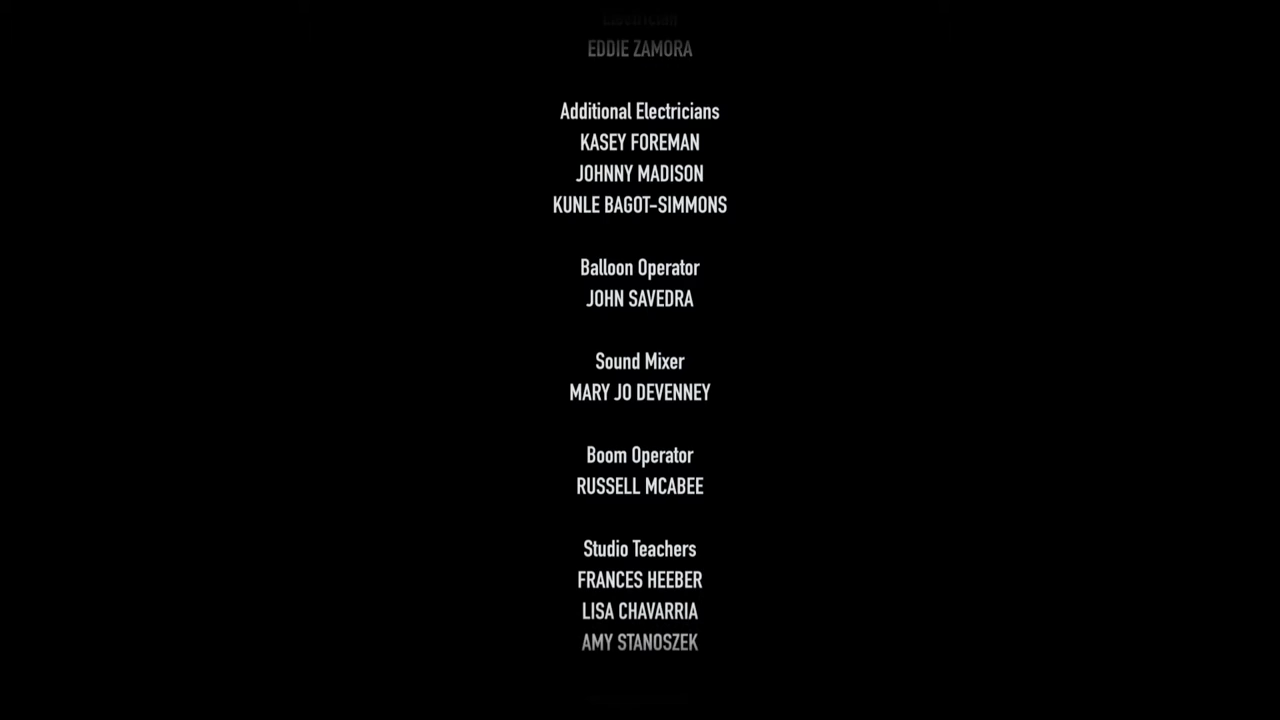 Electrician
EDDIE ZAMORA
Additional Electricians
KASEY FOREMAN
JOHNNY MADISON
KUNLE BAGOT-SIMMONS
Balloon Operator
JOHN SAVEDRA
Sound Mixer
MARY JO DEVENNEY
Boom Operator
RUSSELL MCABEE
Studio Teachers
FRANCES HEEBER
LISA CHAVARRIA
AMY STANOSZEK